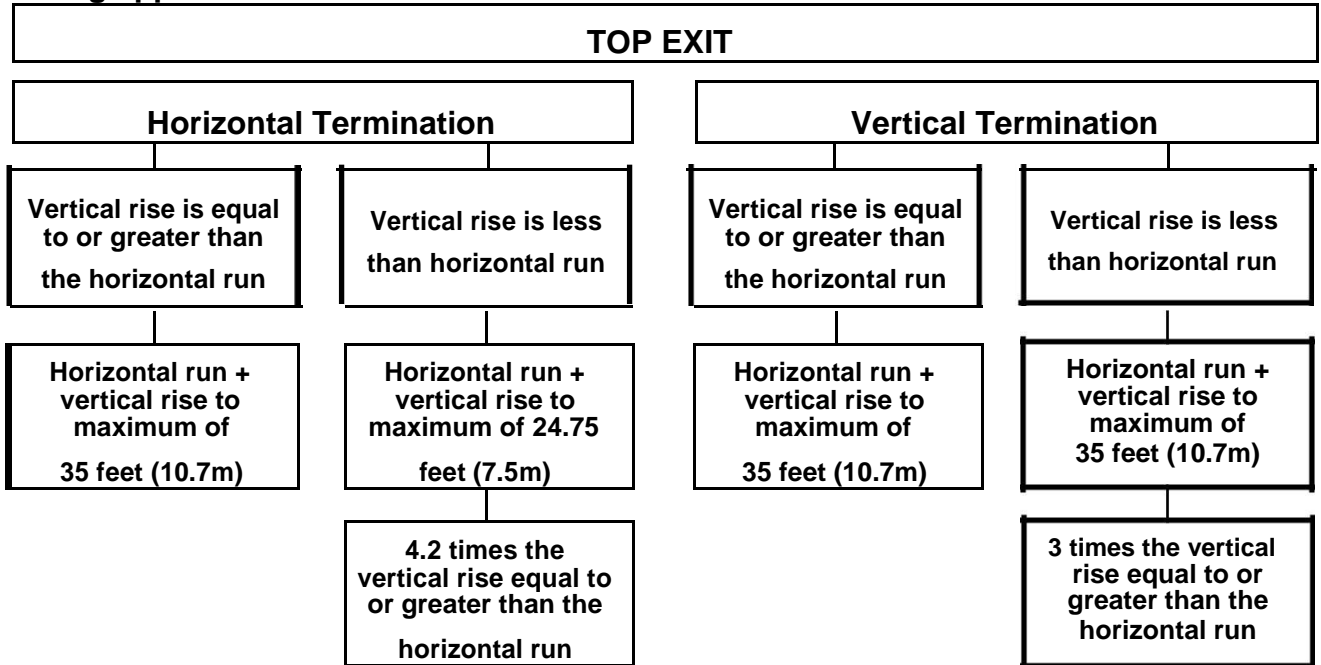 TOP EXIT
Horizontal Termination
Vertical Termination
Vertical rise is equal
to or greater than
the horizontal run
Vertical rise is less
than horizontal run
Vertical rise is equal
to or greater than
the horizontal run
Vertical rise is less
than horizontal run
Horizontal run +
vertical rise to
maximum of
35 feet (10.7m)
Horizontal run +
vertical rise to
maximum of 24.75
feet (7.5m)
Horizontal run +
vertical rise to
maximum of
35 feet (10.7m)
Horizontal run +
vertical rise to
maximum of
35 feet (10.7m)
4.2 times the
vertical rise equal to
or greater than the
horizontal run
3 times the vertical
rise equal to or
greater than the
horizontal run